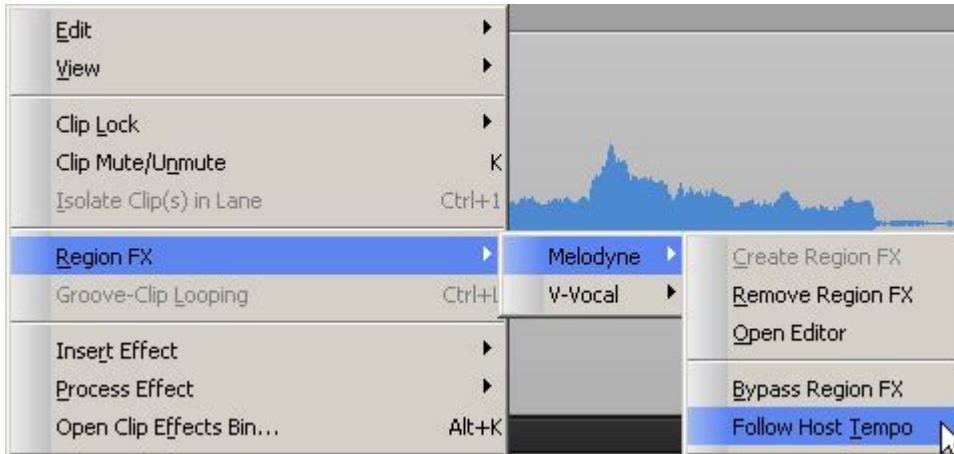 Edit
View
Clip Lock
Clip Mute/Unmute K
Isolate Clip(s) in Lane Ctrl+1
Region FX
Melodyne
Create Region FX
Groove-Clip Looping Ctrl+L
V-Vocal
Remove Region FX
Open Editor
Insert Effect
Process Effect
Bypass Region FX
Open Clip Effects Bin... Alt+K
Follow Host Tempo